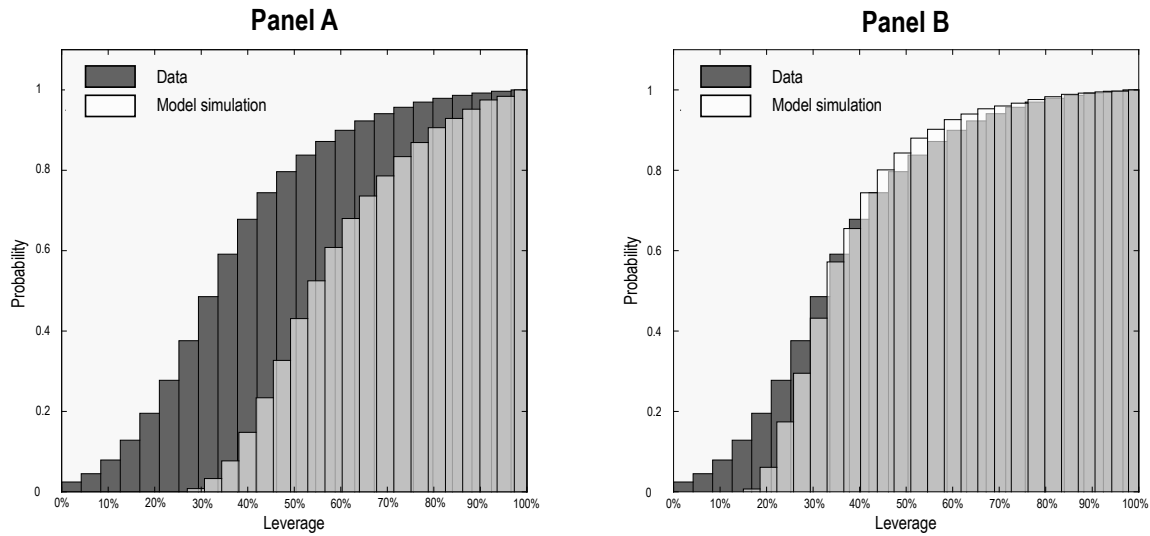 Panel A
Data
Model simulation
Probability
1
0.8
0.6
0.4
0.2
0
0% 10% 20% 30% 40% 50% 60% 70% 80% 90% 100%
Leverage
Panel B
Data
Model simulation
Probability
1
0.8
0.6
0.4
0.2
0
0% 10% 20% 30% 40% 50% 60% 70% 80% 90% 100%
Leverage